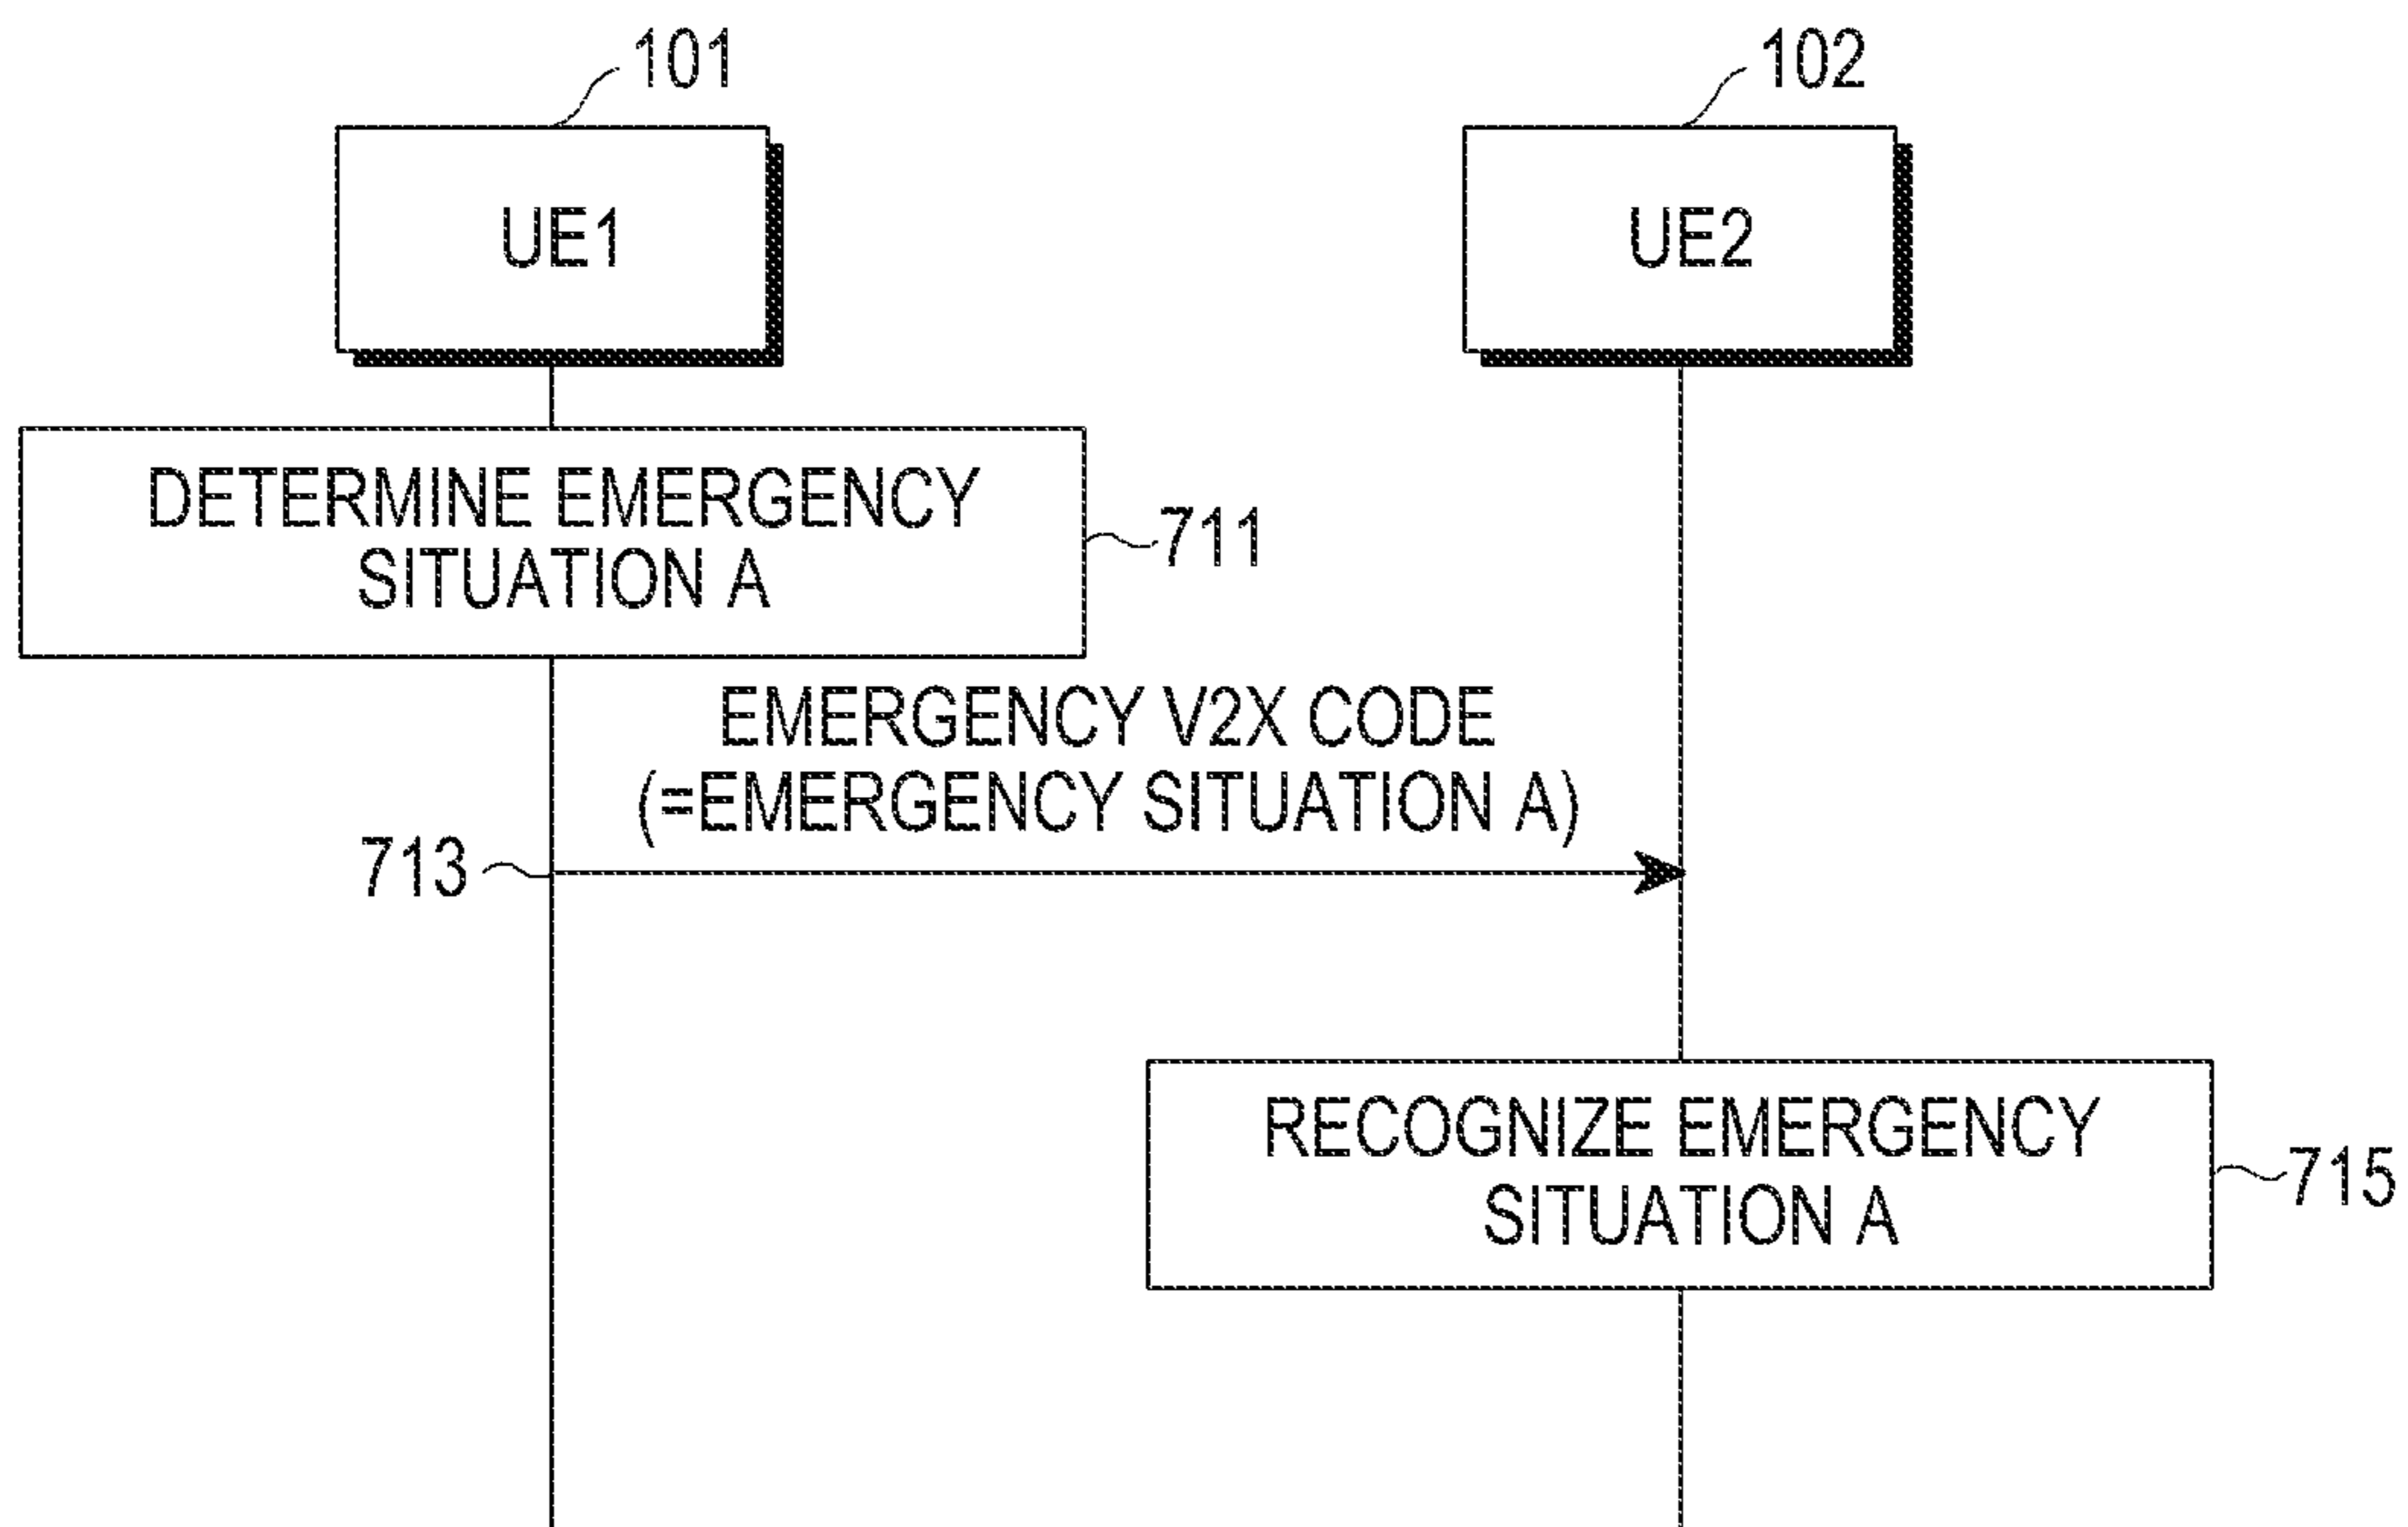 101
102
UE1
UE2
DETERMINE EMERGENCY
SITUATION A
711
EMERGENCY V2X CODE
(=EMERGENCY SITUATION A)
713
RECOGNIZE EMERGENCY
SITUATION A
715